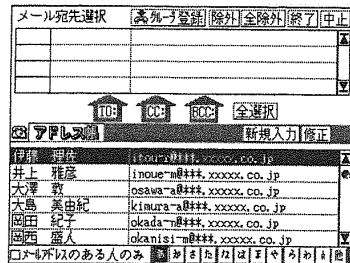 メール宛先選択 グループ登録 除外 全除外 終了 中止
TO: CC: BCC: 全選択
アドレス帳 新規入力 修正
伊藤 理佐
井上 雅彦 inoue-m@***.xxxxx.co.jp
大澤 敦 osawa-a@***.xxxxx.co.jp
大島 美由紀 kimura-m@***.xxxxx.co.jp
岡田 紀子 okada-n@***.xxxxx.co.jp
岡西 盛人 okanisi-m@***.xxxxx.co.jp
□メールアドレスのある人のみ あ か さ た な は ま や ら わ 他